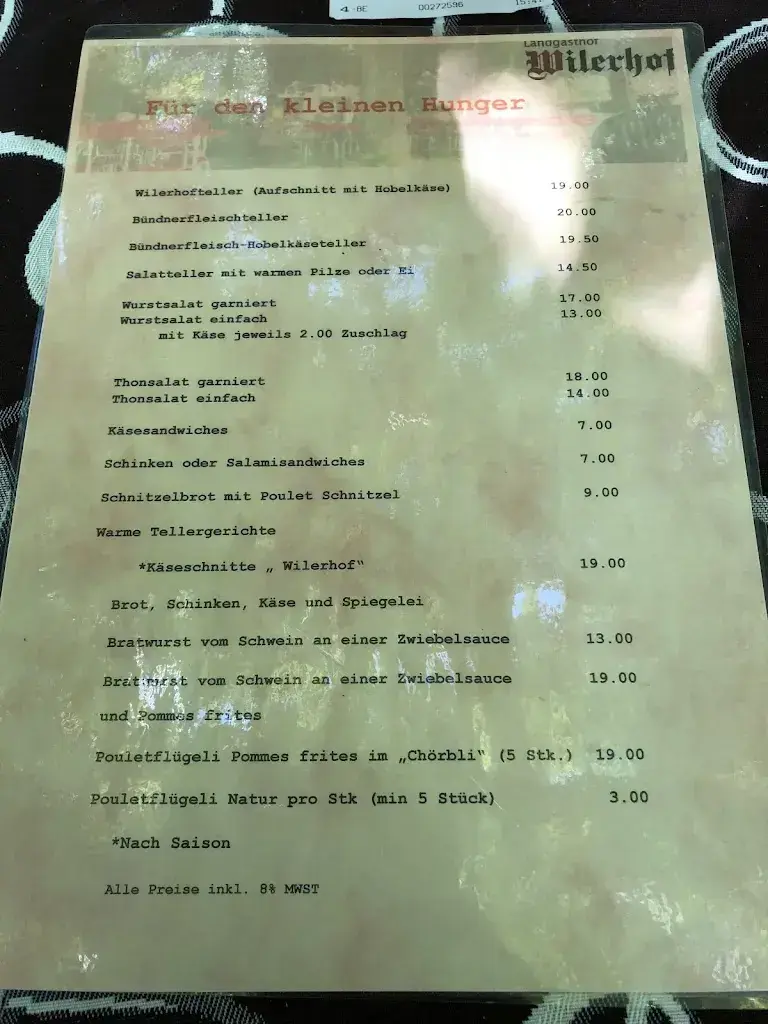 4 -BE 00272596 15:41
Landgasthof
Wilerhof
Für den kleinen Hunger
Wilerhofteller (Aufschnitt mit Hobelkäse) 19.00
Bündnerfleischteller 20.00
Bündnerfleisch-Hobelkäseteller 19.50
Salatteller mit warmen Pilze oder Ei 14.50
Wurstsalat garniert 17.00
Wurstsalat einfach 13.00
mit Käse jeweils 2.00 Zuschlag
Thonsalat garniert 18.00
Thonsalat einfach 14.00
Käsesandwiches 7.00
Schinken oder Salamisandwiches 7.00
Schnitzelbrot mit Poulet Schnitzel 9.00
Warme Tellergerichte
*Käseschnitte „ Wilerhof“ 19.00
Brot, Schinken, Käse und Spiegelei
Bratwurst vom Schwein an einer Zwiebelsauce 13.00
Bratwurst vom Schwein an einer Zwiebelsauce 19.00
und Pommes frites
Pouletflügeli Pommes frites im „Chörbli“ (5 Stk.) 19.00
Pouletflügeli Natur pro Stk (min 5 Stück) 3.00
*Nach Saison
Alle Preise inkl. 8% MWST